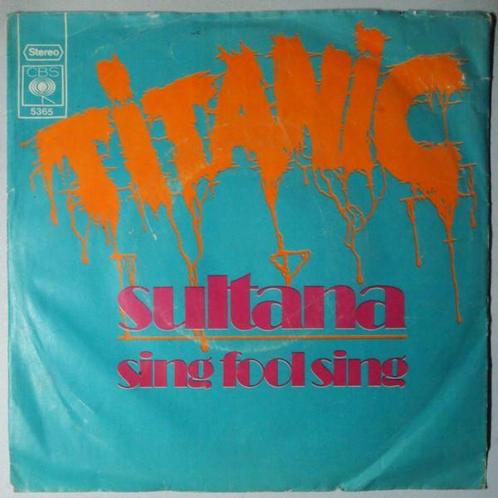 Stereo
CBS
5365
TITANIC
sultana
sing fool sing